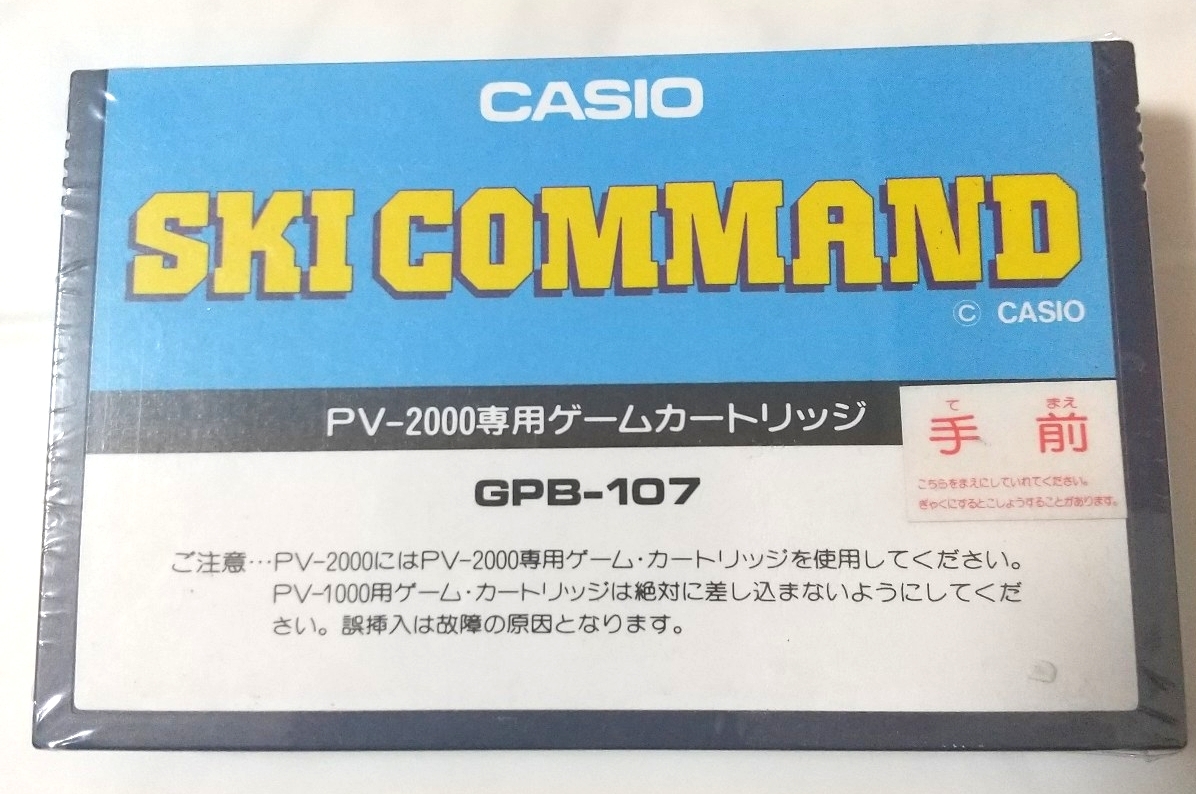 CASIO
SKI COMMAND
Ⓒ CASIO
PV-2000専用ゲームカートリッジ
て まえ
手 前
こちらをまえにしていれてください。
ぎゃくにするとこしょうすることがあります。
GPB-107
ご注意…PV-2000にはPV-2000専用ゲーム・カートリッジを使用してください。
PV-1000用ゲーム・カートリッジは絶対に差し込まないようにしてくだ
さい。誤挿入は故障の原因となります。